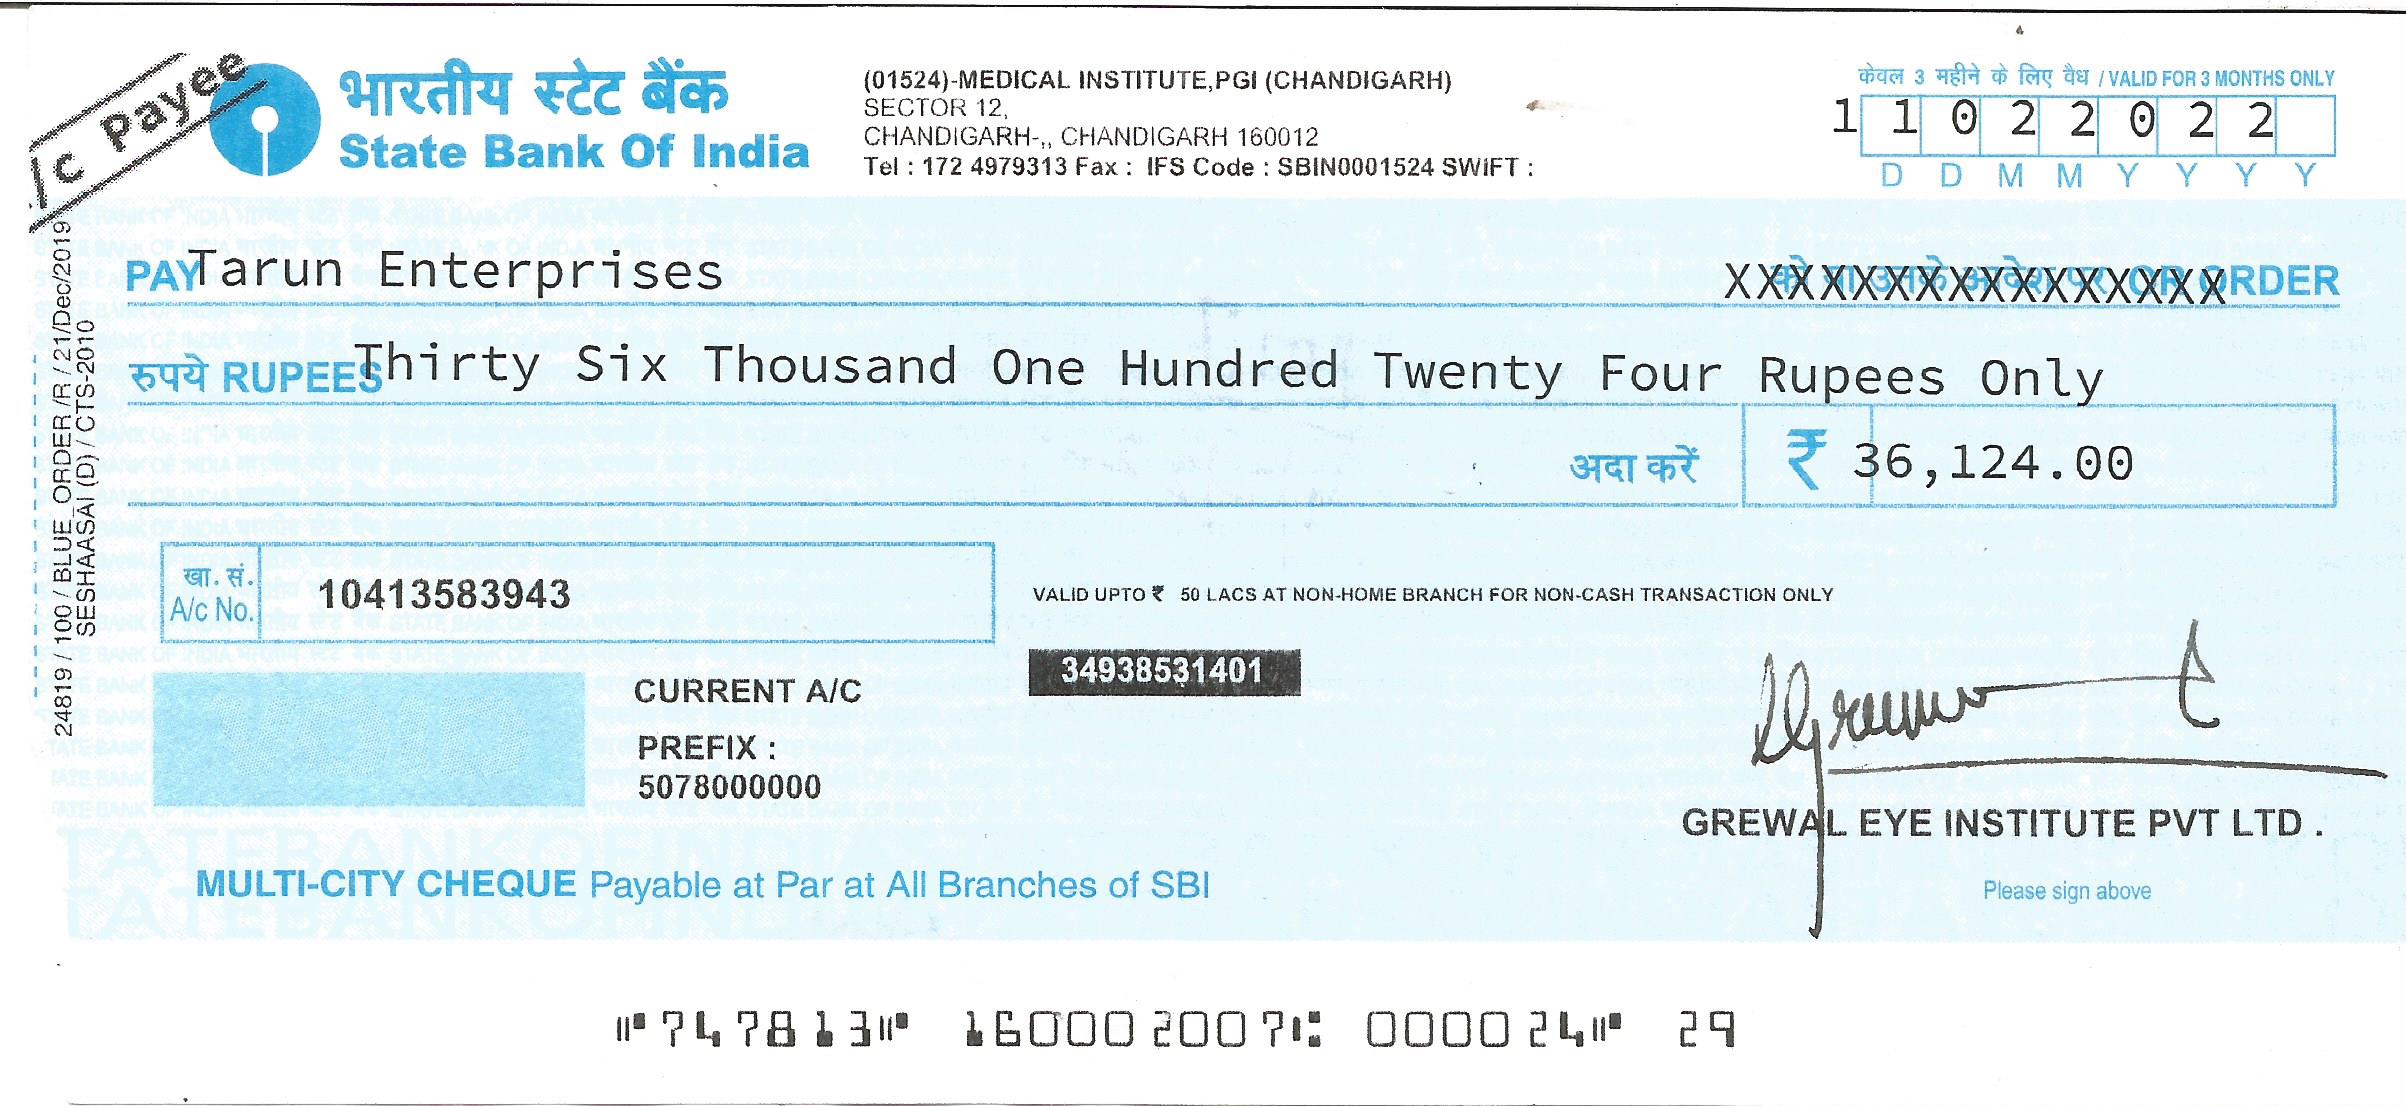 /c Payee
भारतीय स्टेट बैंक
State Bank Of India
(01524)-MEDICAL INSTITUTE,PGI (CHANDIGARH)
SECTOR 12,
CHANDIGARH-,, CHANDIGARH 160012
Tel : 172 4979313 Fax : IFS Code : SBIN0001524 SWIFT :
केवल 3 महीने के लिए वैध / VALID FOR 3 MONTHS ONLY
1 1 0 2 2 0 2 2
D D M M Y Y Y Y
PAY Tarun Enterprises XXXXXXXXXXXXXXXX को या उनके आदेश पर OR ORDER
रुपये RUPEES Thirty Six Thousand One Hundred Twenty Four Rupees Only
अदा करें ₹ 36,124.00
खा. सं.
A/c No. 10413583943
VALID UPTO ₹ 50 LACS AT NON-HOME BRANCH FOR NON-CASH TRANSACTION ONLY
34938531401
CURRENT A/C
PREFIX :
5078000000
GREWAL EYE INSTITUTE PVT LTD .
MULTI-CITY CHEQUE Payable at Par at All Branches of SBI
Please sign above
24819 / 100 / BLUE_ORDER /R / 21/Dec/2019
SESHAASAI (D) / CTS-2010
⑈747813⑈ 160002007⑆ 000024⑈ 29